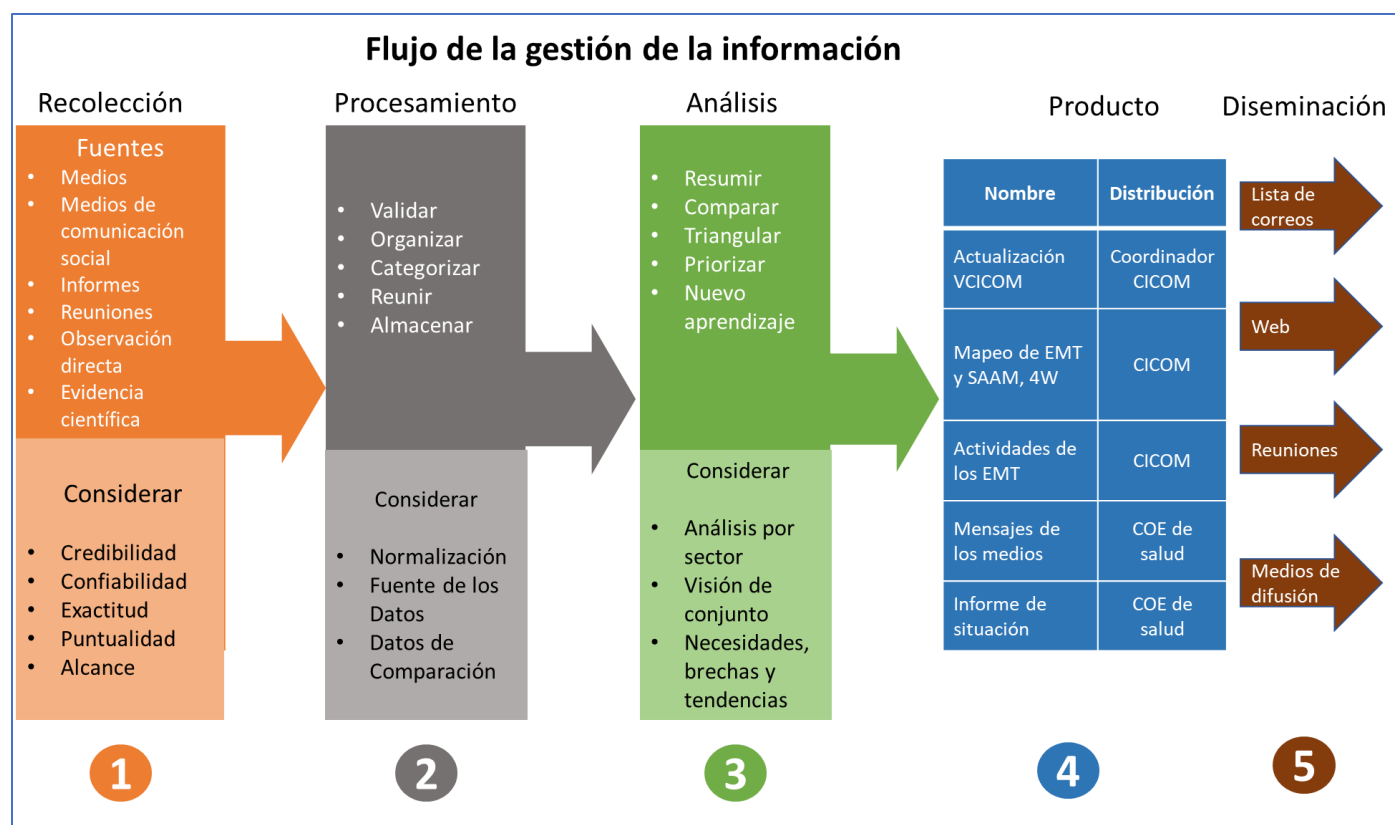 Flujo de la gestión de la información
Recolección
Fuentes
• Medios
• Medios de
comunicación
social
• Informes
• Reuniones
• Observación
directa
• Evidencia
científica
Considerar
• Credibilidad
• Confiabilidad
• Exactitud
• Puntualidad
• Alcance
1
Procesamiento
• Validar
• Organizar
• Categorizar
• Reunir
• Almacenar
Considerar
• Normalización
• Fuente de los
Datos
• Datos de
Comparación
2
Análisis
• Resumir
• Comparar
• Triangular
• Priorizar
• Nuevo
aprendizaje
Considerar
• Análisis por
sector
• Visión de
conjunto
• Necesidades,
brechas y
tendencias
3
Producto
Nombre
Distribución
Actualización
VCICOM
Coordinador
CICOM
Mapeo de EMT
y SAAM, 4W
CICOM
Actividades de
los EMT
CICOM
Mensajes de
los medios
COE de
salud
Informe de
situación
COE de
salud
4
Diseminación
Lista de
correos
Web
Reuniones
Medios de
difusión
5